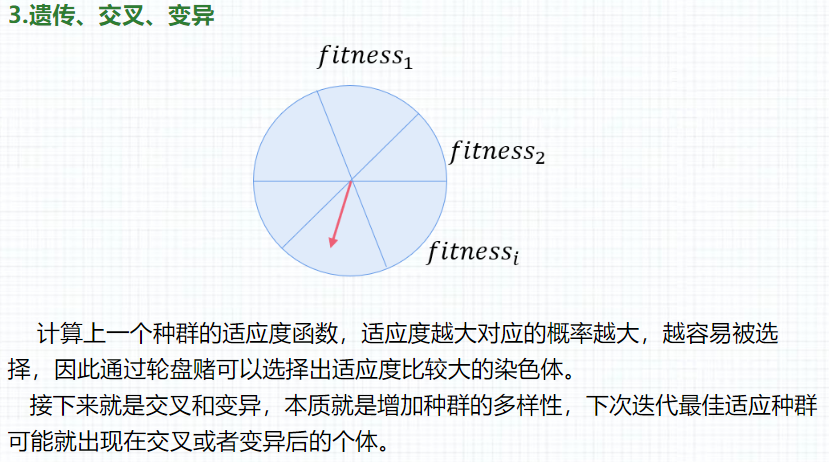 3.遗传、交叉、变异
fitness₁
fitness₂
fitnessᵢ
计算上一个种群的适应度函数，适应度越大对应的概率越大，越容易被选
择，因此通过轮盘赌可以选择出适应度比较大的染色体。
接下来就是交叉和变异，本质就是增加种群的多样性，下次迭代最佳适应种群
可能就出现在交叉或者变异后的个体。